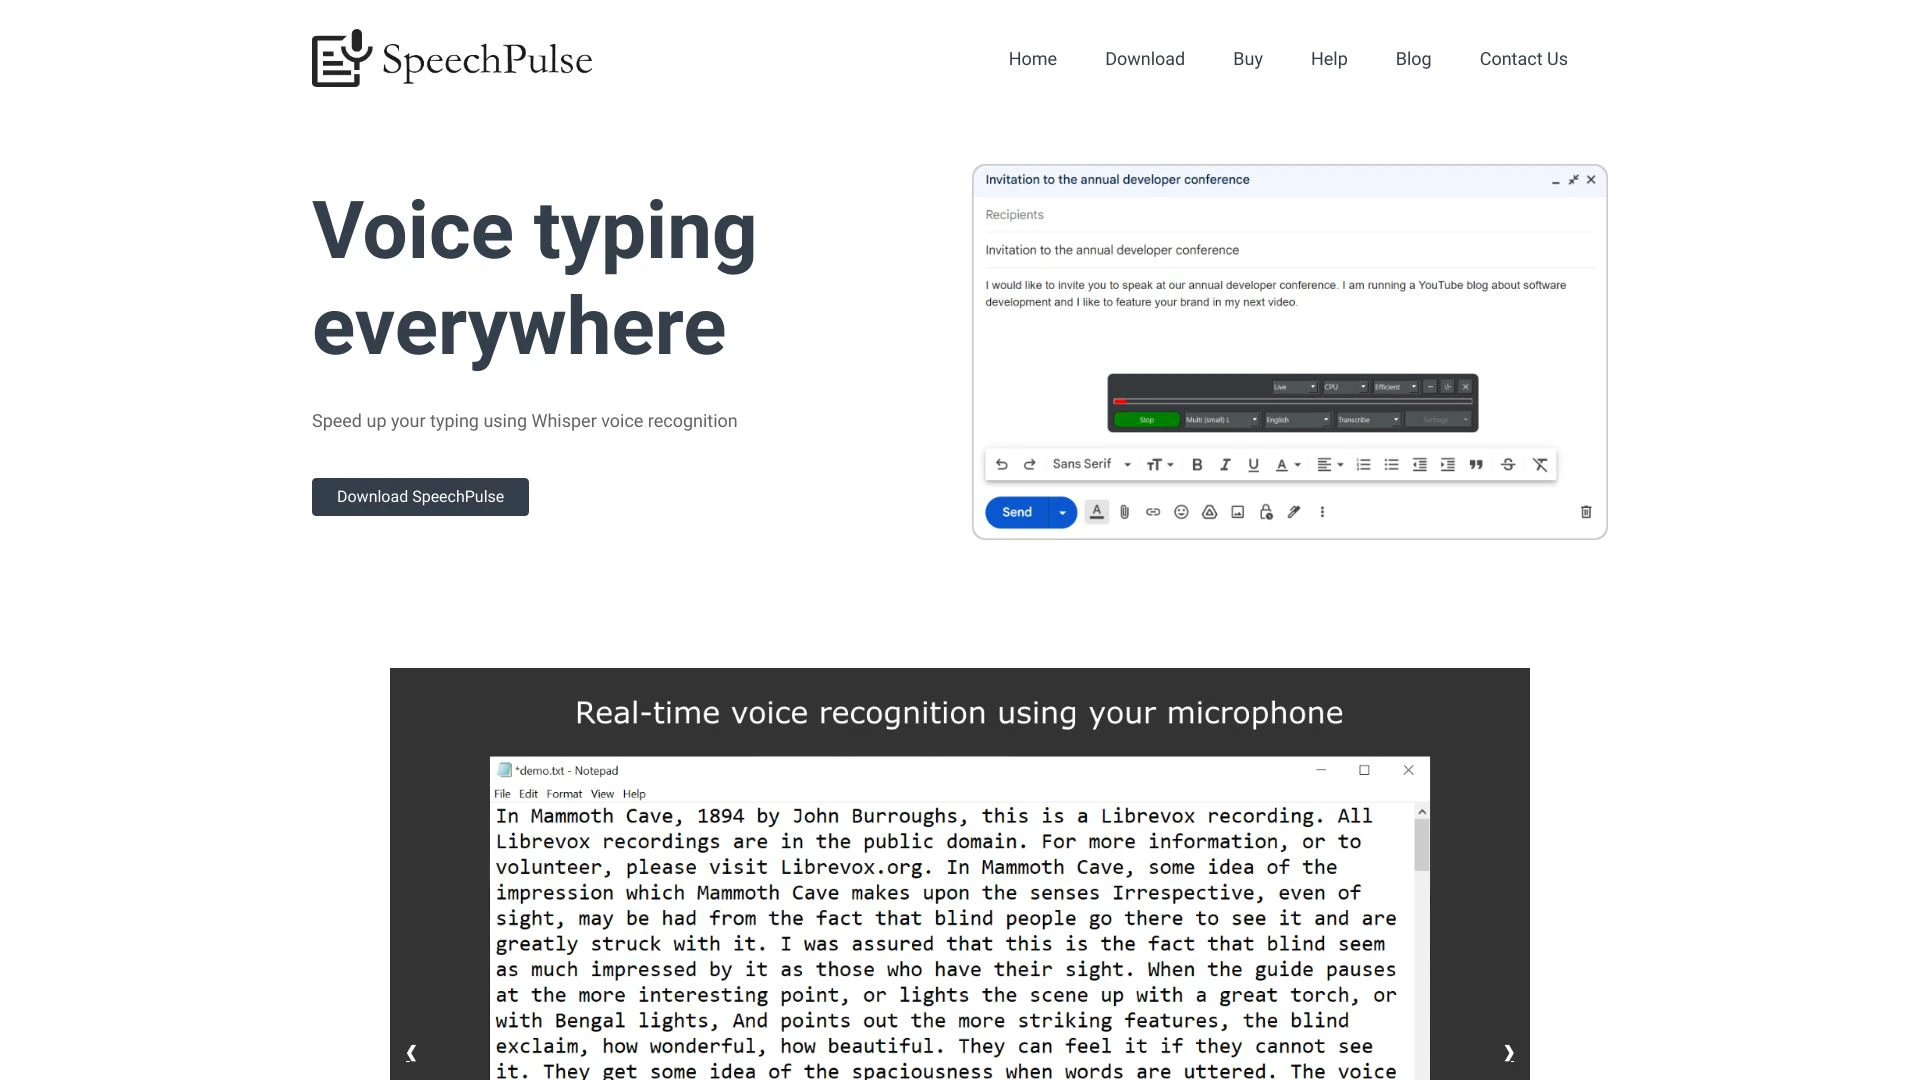 SpeechPulse
Home
Download
Buy
Help
Blog
Contact Us
Voice typing
everywhere
Speed up your typing using Whisper voice recognition
Download SpeechPulse
Invitation to the annual developer conference
Recipients
Invitation to the annual developer conference
I would like to invite you to speak at our annual developer conference. I am running a YouTube blog about software
development and I like to feature your brand in my next video.
Live
CPU
Efficient
Stop
Multi (small) L
English
Transcribe
Settings
Sans Serif
Send
Real-time voice recognition using your microphone
*demo.txt - Notepad
File Edit Format View Help
In Mammoth Cave, 1894 by John Burroughs, this is a Librevox recording. All
Librevox recordings are in the public domain. For more information, or to
volunteer, please visit Librevox.org. In Mammoth Cave, some idea of the
impression which Mammoth Cave makes upon the senses Irrespective, even of
sight, may be had from the fact that blind people go there to see it and are
greatly struck with it. I was assured that this is the fact that blind seem
as much impressed by it as those who have their sight. When the guide pauses
at the more interesting point, or lights the scene up with a great torch, or
with Bengal lights, And points out the more striking features, the blind
exclaim, how wonderful, how beautiful. They can feel it if they cannot see
it. They get some idea of the spaciousness when words are uttered. The voice